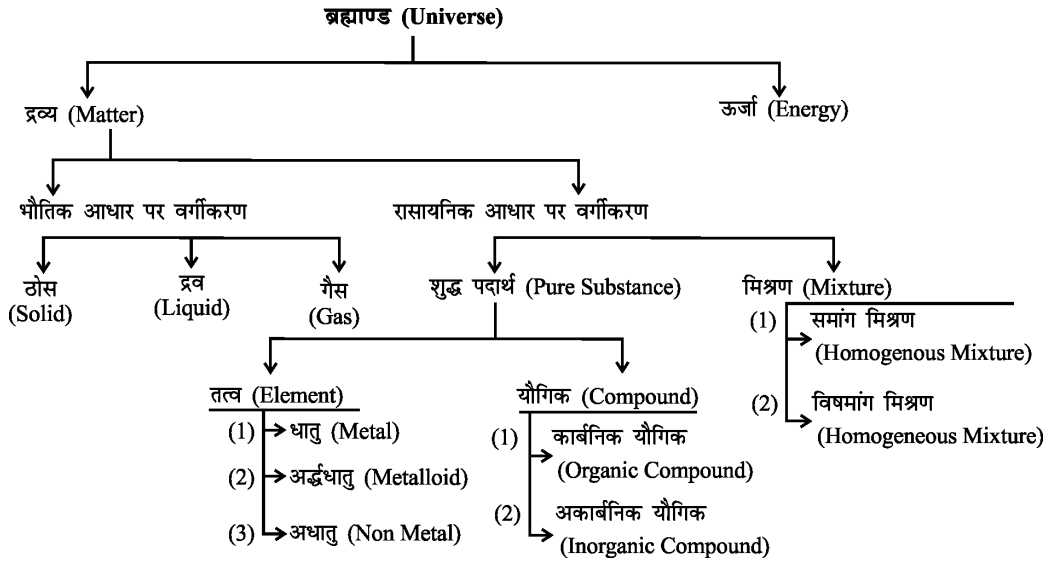 ब्रह्माण्ड (Universe)
द्रव्य (Matter)
ऊर्जा (Energy)
भौतिक आधार पर वर्गीकरण
रासायनिक आधार पर वर्गीकरण
ठोस
(Solid)
द्रव
(Liquid)
गैस
(Gas)
शुद्ध पदार्थ (Pure Substance)
मिश्रण (Mixture)
(1) समांग मिश्रण
(Homogenous Mixture)
(2) विषमांग मिश्रण
(Homogeneous Mixture)
तत्व (Element)
(1) धातु (Metal)
(2) अर्द्धधातु (Metalloid)
(3) अधातु (Non Metal)
यौगिक (Compound)
(1) कार्बनिक यौगिक
(Organic Compound)
(2) अकार्बनिक यौगिक
(Inorganic Compound)